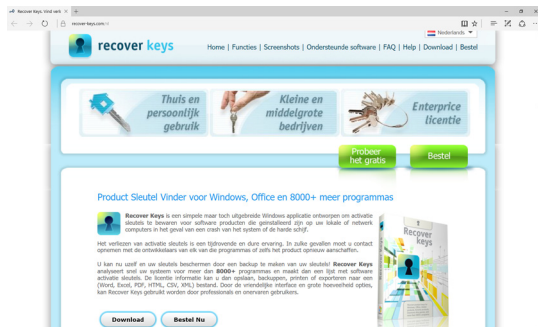 Recover Keys. Vind verk
recover-keys.com
Nederlands
recover keys
Home | Functies | Screenshots | Ondersteunde software | FAQ | Help | Download | Bestel
Thuis en
persoonlijk
gebruik
Kleine en
middelgrote
bedrijven
Enterprice
licentie
Probeer
het gratis
Bestel
Product Sleutel Vinder voor Windows, Office en 8000+ meer programmas
Recover Keys is een simpele maar toch uitgebreide Windows applicatie ontworpen om activatie
sleutels te bewaren voor software producten die geïnstalleerd zijn op uw lokale of netwerk
computers in het geval van een crash van het systeem of de harde schijf.
Het verliezen van activatie sleutels is een tijdrovende en dure ervaring. In zulke gevallen moet u contact
opnemen met de ontwikkelaars van elk van die programmas of zelfs het product opnieuw aanschaffen.
U kan nu uzelf en uw sleutels beschermen door een backup te maken van uw sleutels! Recover Keys
analyseert snel uw systeem voor meer dan 8000+ programmas en maakt dan een lijst met software
activatie sleutels. De licentie informatie kan u dan opslaan, backuppen, printen of exporteren naar een
(Word, Excel, PDF, HTML, CSV, XML) bestand. Door de vriendelijke interface en grote hoeveelheid opties,
kan Recover Keys gebruikt worden door professionals en onervaren gebruikers.
Recover
keys
Download
Bestel Nu